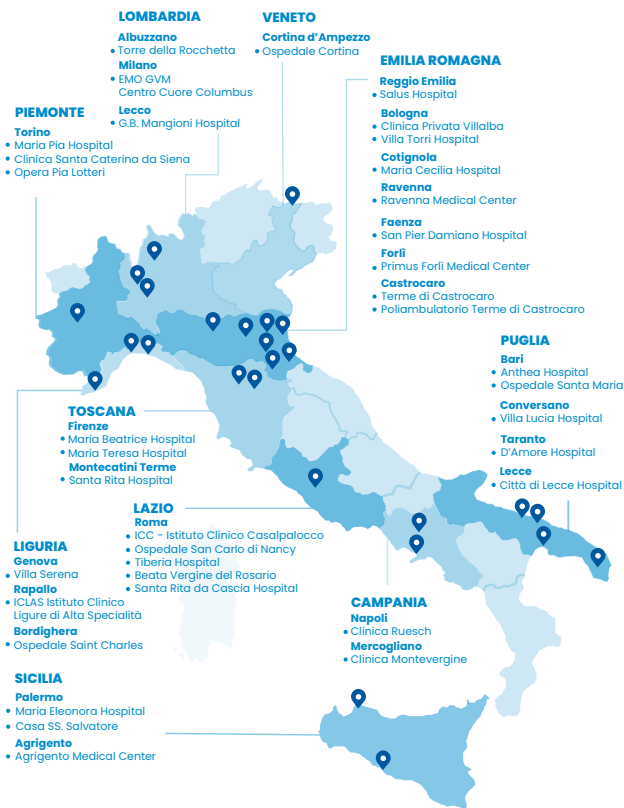 LOMBARDIA
Albuzzano
• Torre della Rocchetta
Milano
• EMO GVM
Centro Cuore Columbus
Lecco
• G.B. Mangioni Hospital
VENETO
Cortina d’Ampezzo
• Ospedale Cortina
EMILIA ROMAGNA
Reggio Emilia
• Salus Hospital
Bologna
• Clinica Privata Villalba
• Villa Torri Hospital
Cotignola
• Maria Cecilia Hospital
Ravenna
• Ravenna Medical Center
Faenza
• San Pier Damiano Hospital
Forlì
• Primus Forlì Medical Center
Castrocaro
• Terme di Castrocaro
• Poliambulatorio Terme di Castrocaro
PIEMONTE
Torino
• Maria Pia Hospital
• Clinica Santa Caterina da Siena
• Opera Pia Lotteri
PUGLIA
Bari
• Anthea Hospital
• Ospedale Santa Maria
Conversano
• Villa Lucia Hospital
Taranto
• D’Amore Hospital
Lecce
• Città di Lecce Hospital
TOSCANA
Firenze
• Maria Beatrice Hospital
• Maria Teresa Hospital
Montecatini Terme
• Santa Rita Hospital
LAZIO
Roma
• ICC - Istituto Clinico Casalpalocco
• Ospedale San Carlo di Nancy
• Tiberia Hospital
• Beata Vergine del Rosario
• Santa Rita da Cascia Hospital
LIGURIA
Genova
• Villa Serena
Rapallo
• ICLAS Istituto Clinico
Ligure di Alta Specialità
Bordighera
• Ospedale Saint Charles
CAMPANIA
Napoli
• Clinica Ruesch
Mercogliano
• Clinica Montevergine
SICILIA
Palermo
• Maria Eleonora Hospital
• Casa SS. Salvatore
Agrigento
• Agrigento Medical Center